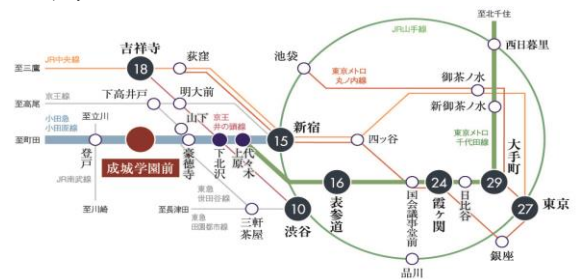 至北千住
JR山手線
吉祥寺
荻窪
池袋
西日暮里
JR中央線
至三鷹
18
東京メトロ
丸ノ内線
御茶ノ水
京王線
至高尾
下高井戸
明大前
新御茶ノ水
小田急
小田原線
至立川
山下
京王
井の頭線
新宿
四ッ谷
東京メトロ
千代田線
大手町
至町田
15
登戸
成城学園前
豪徳寺
下北沢
代々木
上原
16
24
29
JR南武線
東急
世田谷線
表参道
国会議事堂前
霞ヶ関
日比谷
27
東京
至川崎
至長津田
東急
田園都市線
三軒
茶屋
10
渋谷
銀座
品川